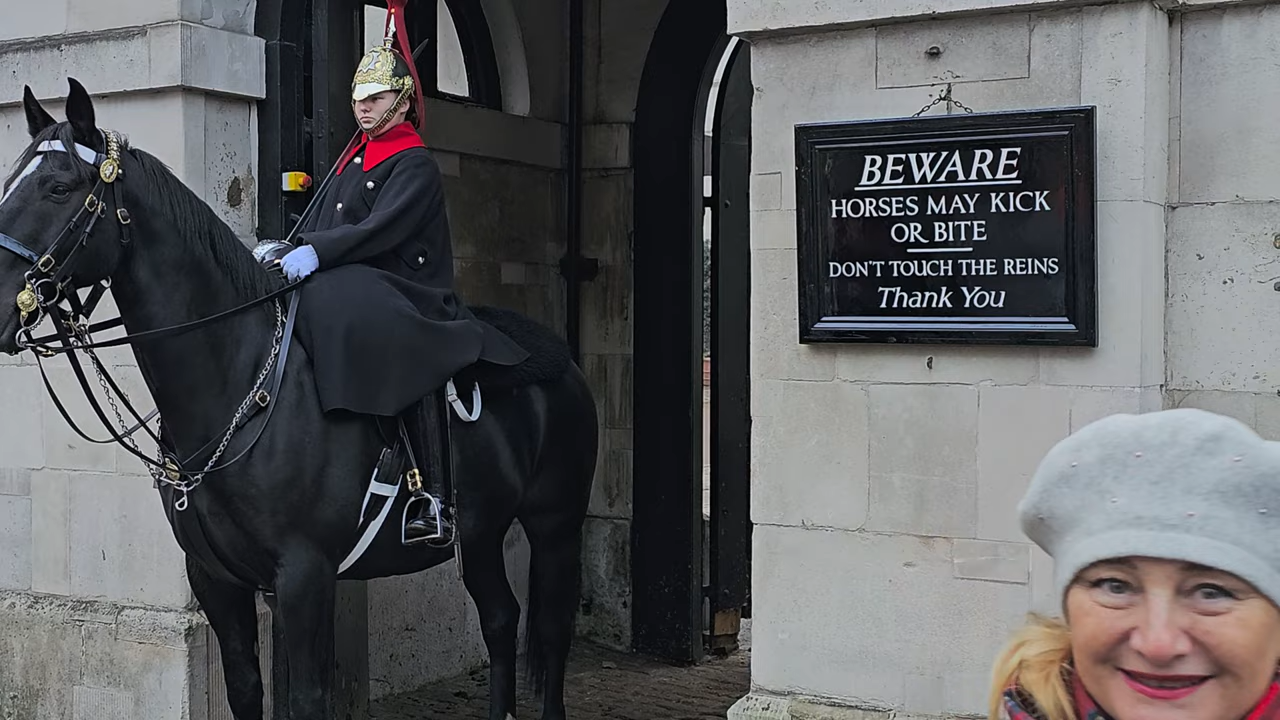 BEWARE
HORSES MAY KICK
OR BITE
DON'T TOUCH THE REINS
Thank You